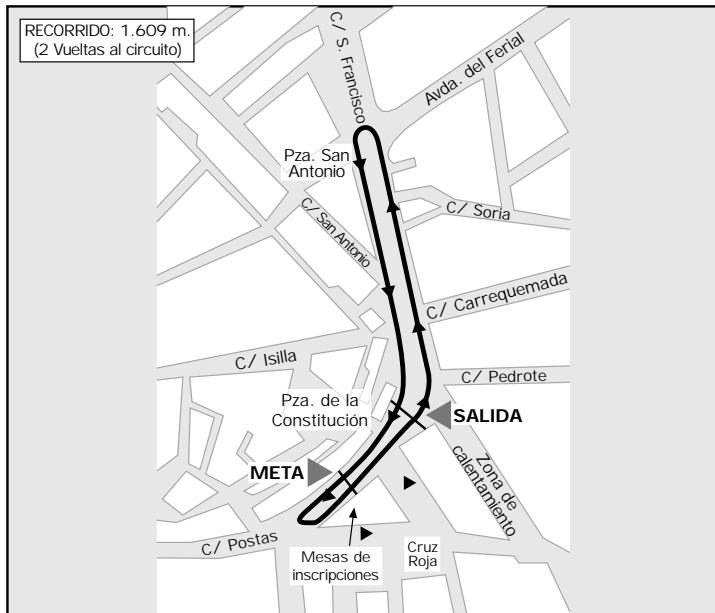 RECORRIDO: 1.609 m.
(2 Vueltas al circuito)
C/ S. Francisco
Avda. del Ferial
Pza. San
Antonio
C/ Soria
C/ San Antonio
C/ Carrequemada
C/ Isilla
C/ Pedrote
Pza. de la
Constitución
SALIDA
META
Zona de
calentamiento
C/ Postas
Mesas de
inscripciones
Cruz
Roja